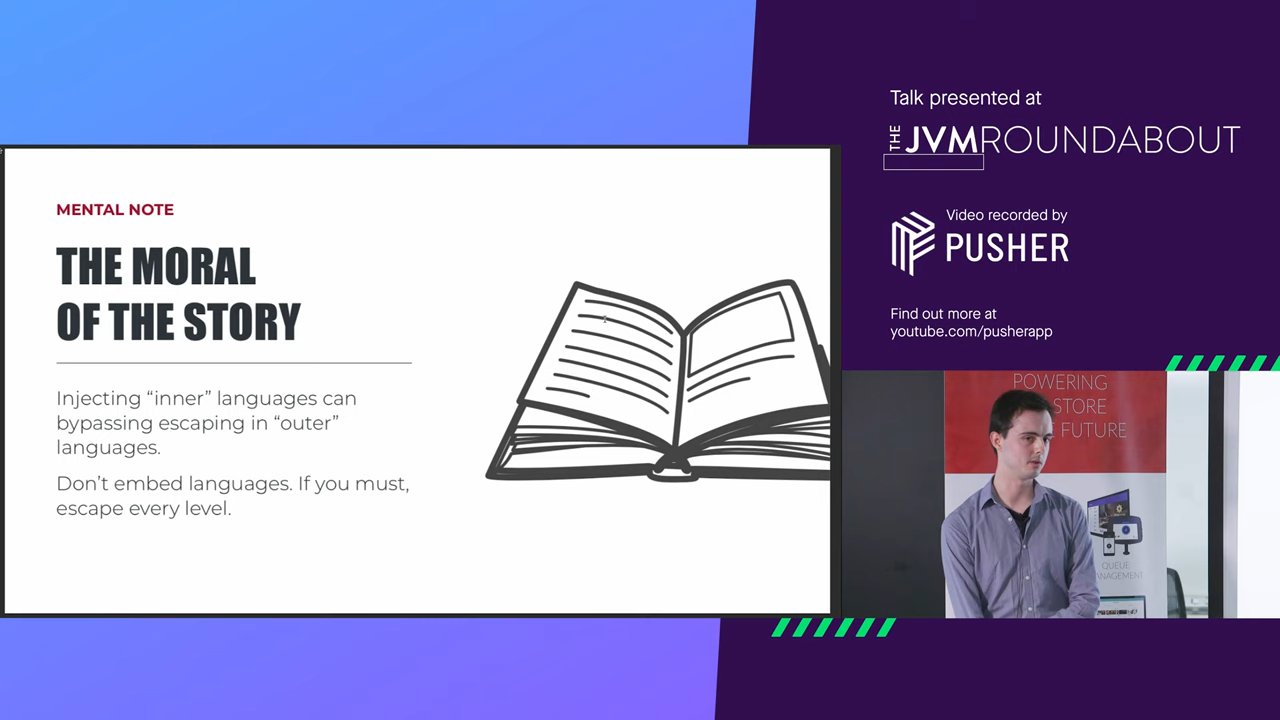 MENTAL NOTE
THE MORAL
OF THE STORY
Injecting “inner” languages can
bypassing escaping in “outer”
languages.
Don’t embed languages. If you must,
escape every level.
Talk presented at
THE JVMROUNDABOUT
Video recorded by
PUSHER
Find out more at
youtube.com/pusherapp
POWERING
STORE
FUTURE
QUEUE